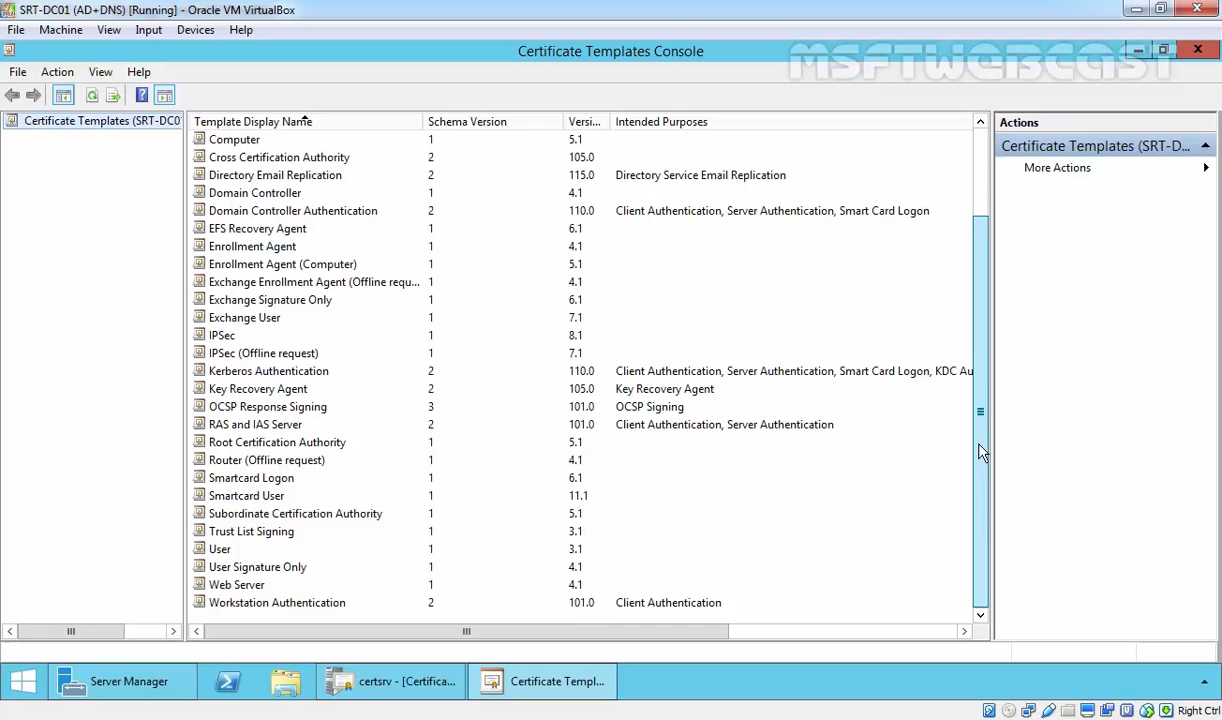 SRT-DC01 (AD+DNS) [Running] - Oracle VM VirtualBox
File Machine View Input Devices Help
Certificate Templates Console
MSFTWEBCAST
File Action View Help
Certificate Templates (SRT-DC0
Template Display Name Schema Version Versi... Intended Purposes
Computer 1 5.1
Cross Certification Authority 2 105.0
Directory Email Replication 2 115.0 Directory Service Email Replication
Domain Controller 1 4.1
Domain Controller Authentication 2 110.0 Client Authentication, Server Authentication, Smart Card Logon
EFS Recovery Agent 1 6.1
Enrollment Agent 1 4.1
Enrollment Agent (Computer) 1 5.1
Exchange Enrollment Agent (Offline requ... 1 4.1
Exchange Signature Only 1 6.1
Exchange User 1 7.1
IPSec 1 8.1
IPSec (Offline request) 1 7.1
Kerberos Authentication 2 110.0 Client Authentication, Server Authentication, Smart Card Logon, KDC Au
Key Recovery Agent 2 105.0 Key Recovery Agent
OCSP Response Signing 3 101.0 OCSP Signing
RAS and IAS Server 2 101.0 Client Authentication, Server Authentication
Root Certification Authority 1 5.1
Router (Offline request) 1 4.1
Smartcard Logon 1 6.1
Smartcard User 1 11.1
Subordinate Certification Authority 1 5.1
Trust List Signing 1 3.1
User 1 3.1
User Signature Only 1 4.1
Web Server 1 4.1
Workstation Authentication 2 101.0 Client Authentication
Actions
Certificate Templates (SRT-D...
More Actions
Server Manager certsrv - [Certifica... Certificate Templ...
Right Ctrl